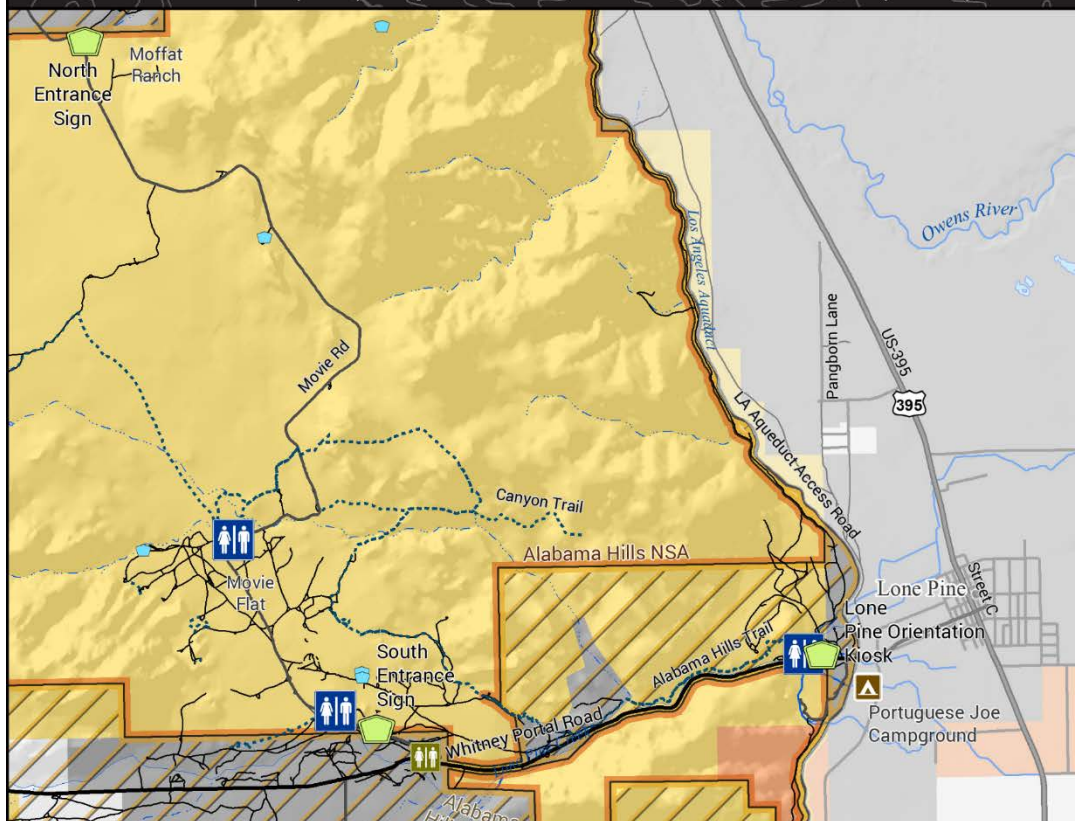 North
Entrance
Sign
Moffat
Ranch
Owens River
Los Angeles Aqueduct
Pangborn Lane
US-395
395
Movie Rd
LA Aqueduct Access Road
Canyon Trail
Alabama Hills NSA
Movie
Flat
Lone Pine
Street C
Lone
Pine Orientation
Kiosk
South
Entrance
Sign
Alabama Hills Trail
Whitney Portal Road
Portuguese Joe
Campground
Alabama